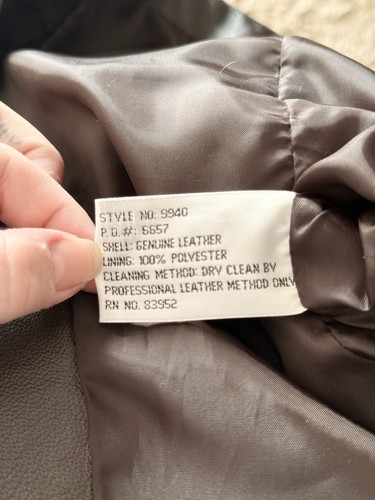 STYLE NO: 9940
P.O.#: 6657
SHELL: GENUINE LEATHER
LINING: 100% POLYESTER
CLEANING METHOD: DRY CLEAN BY
PROFESSIONAL LEATHER METHOD ONLY
RN NO. 83952